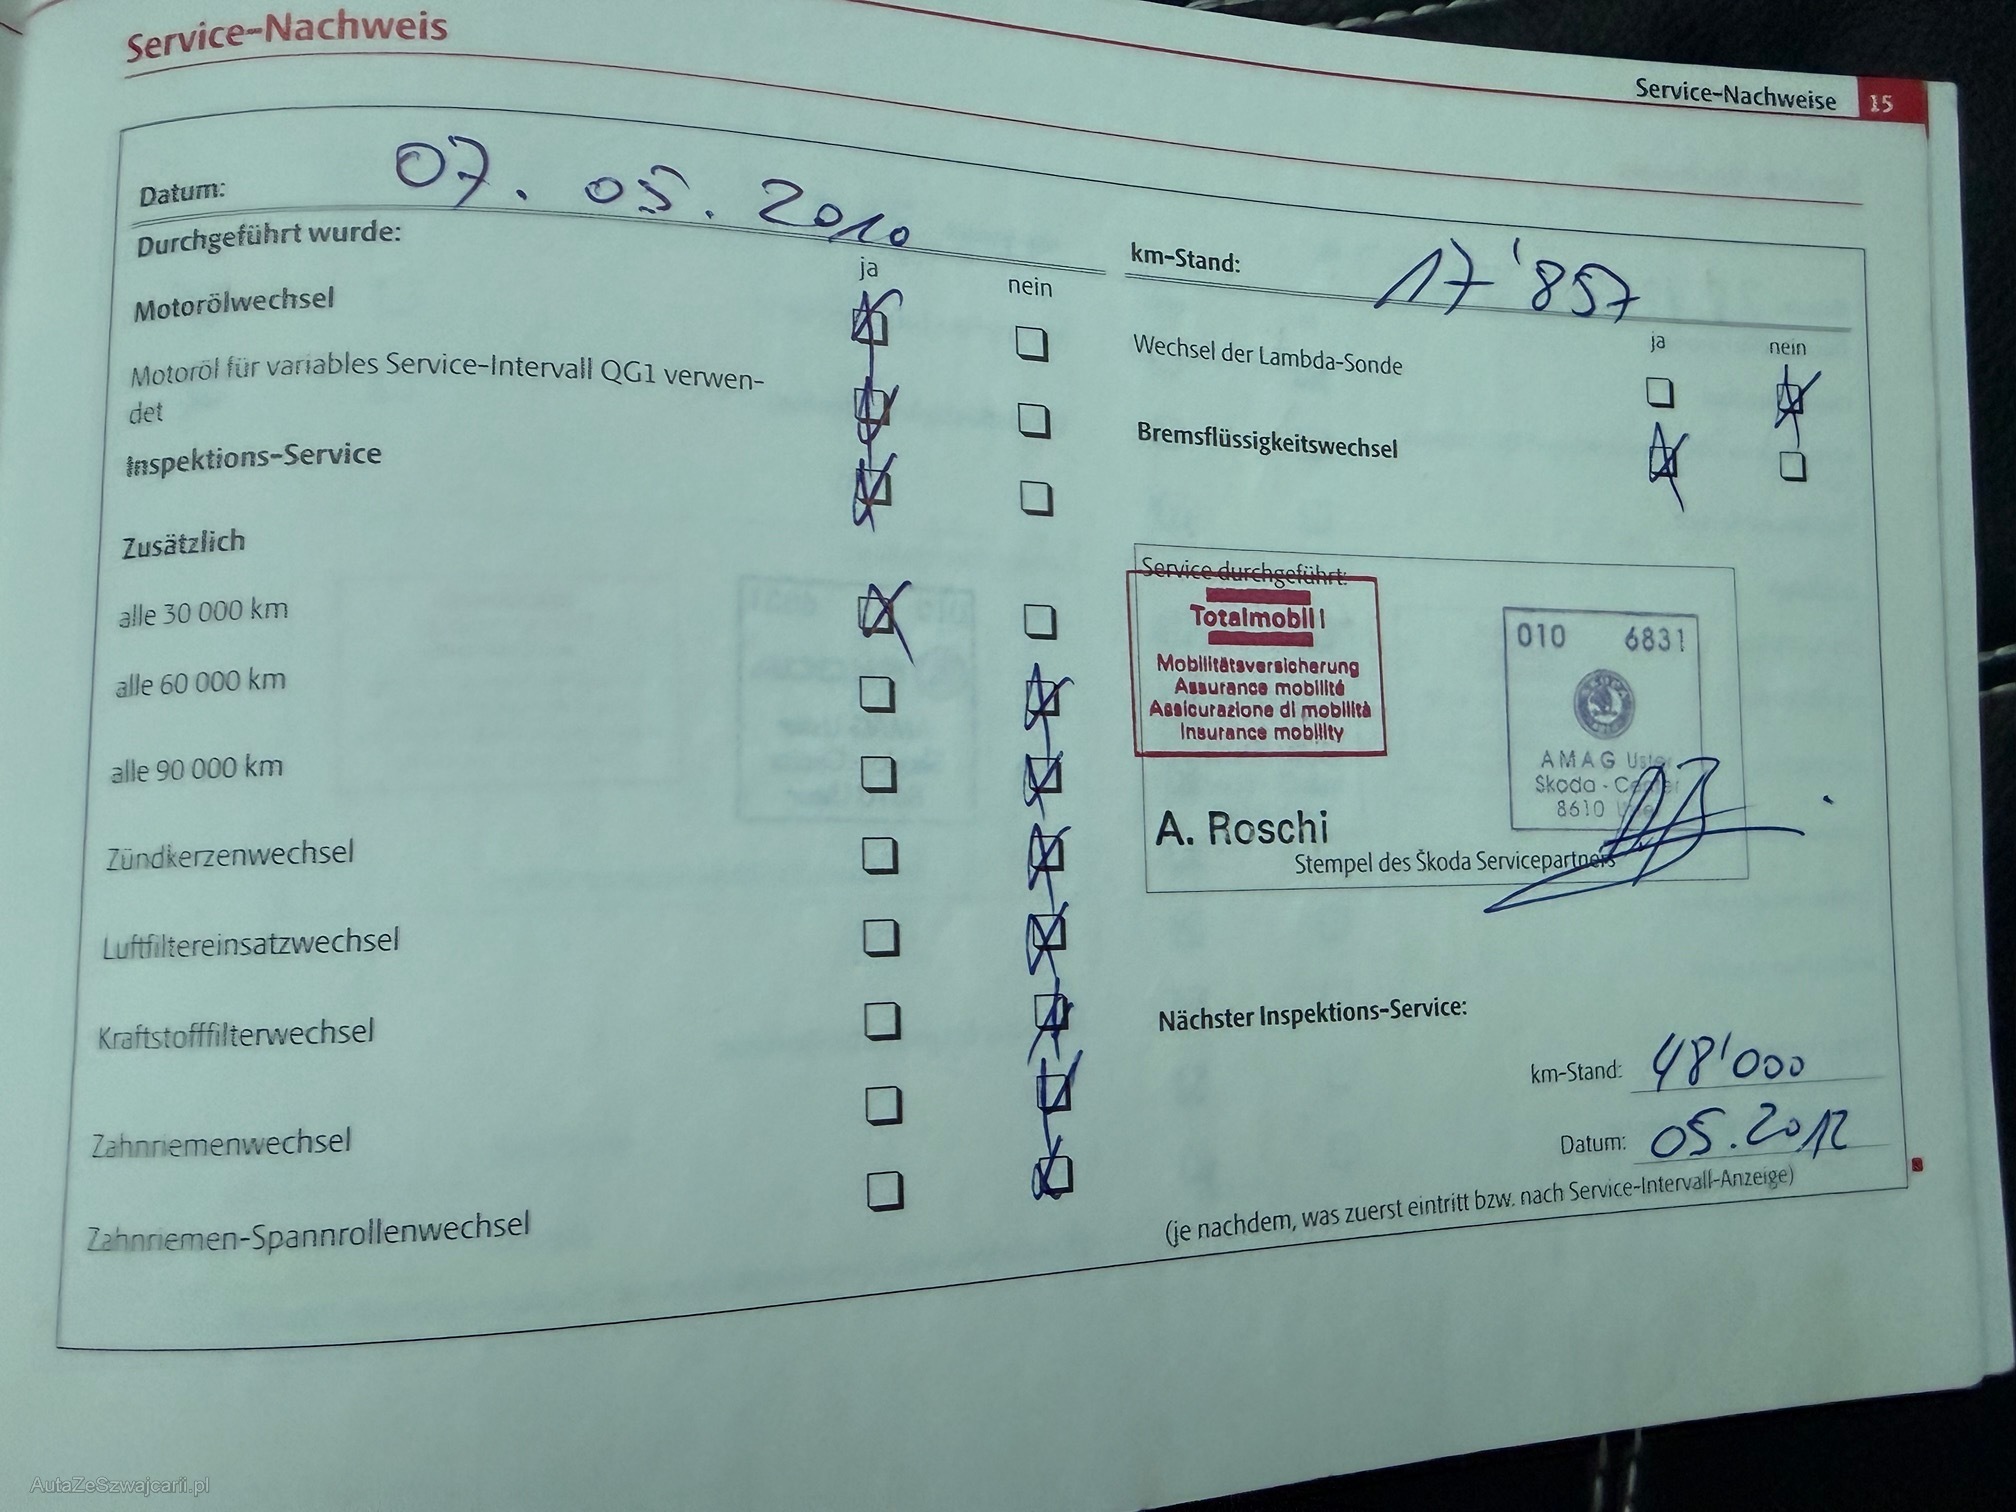 Service-Nachweis
Service-Nachweise 15
Datum: 07.05.2010
km-Stand: 17'857
Durchgeführt wurde:
ja nein
Motorölwechsel
Motoröl für variables Service-Intervall QG1 verwen-
det
Inspektions-Service
Zusätzlich
alle 30 000 km
alle 60 000 km
alle 90 000 km
Zündkerzenwechsel
Luftfiltereinsatzwechsel
Kraftstofffilterwechsel
Zahnriemenwechsel
Zahnriemen-Spannrollenwechsel
ja nein
Wechsel der Lambda-Sonde
Bremsflüssigkeitswechsel
Service durchgeführt:
Totalmobil!
Mobilitätsversicherung
Assurance mobilité
Assicurazione di mobilità
Insurance mobility
010 6831
AMAG Uster
Skoda - Center
8610 Uster
A. Roschi
Stempel des Škoda Servicepartners
Nächster Inspektions-Service:
km-Stand: 48'000
Datum: 05.2012
(je nachdem, was zuerst eintritt bzw. nach Service-Intervall-Anzeige)
AutaZeSzwajcarii.pl